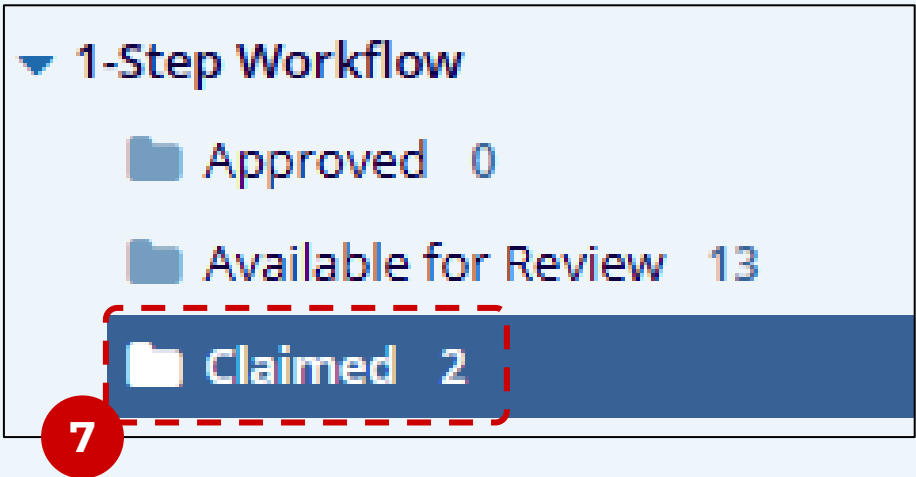 1-Step Workflow
Approved 0
Available for Review 13
Claimed 2
7